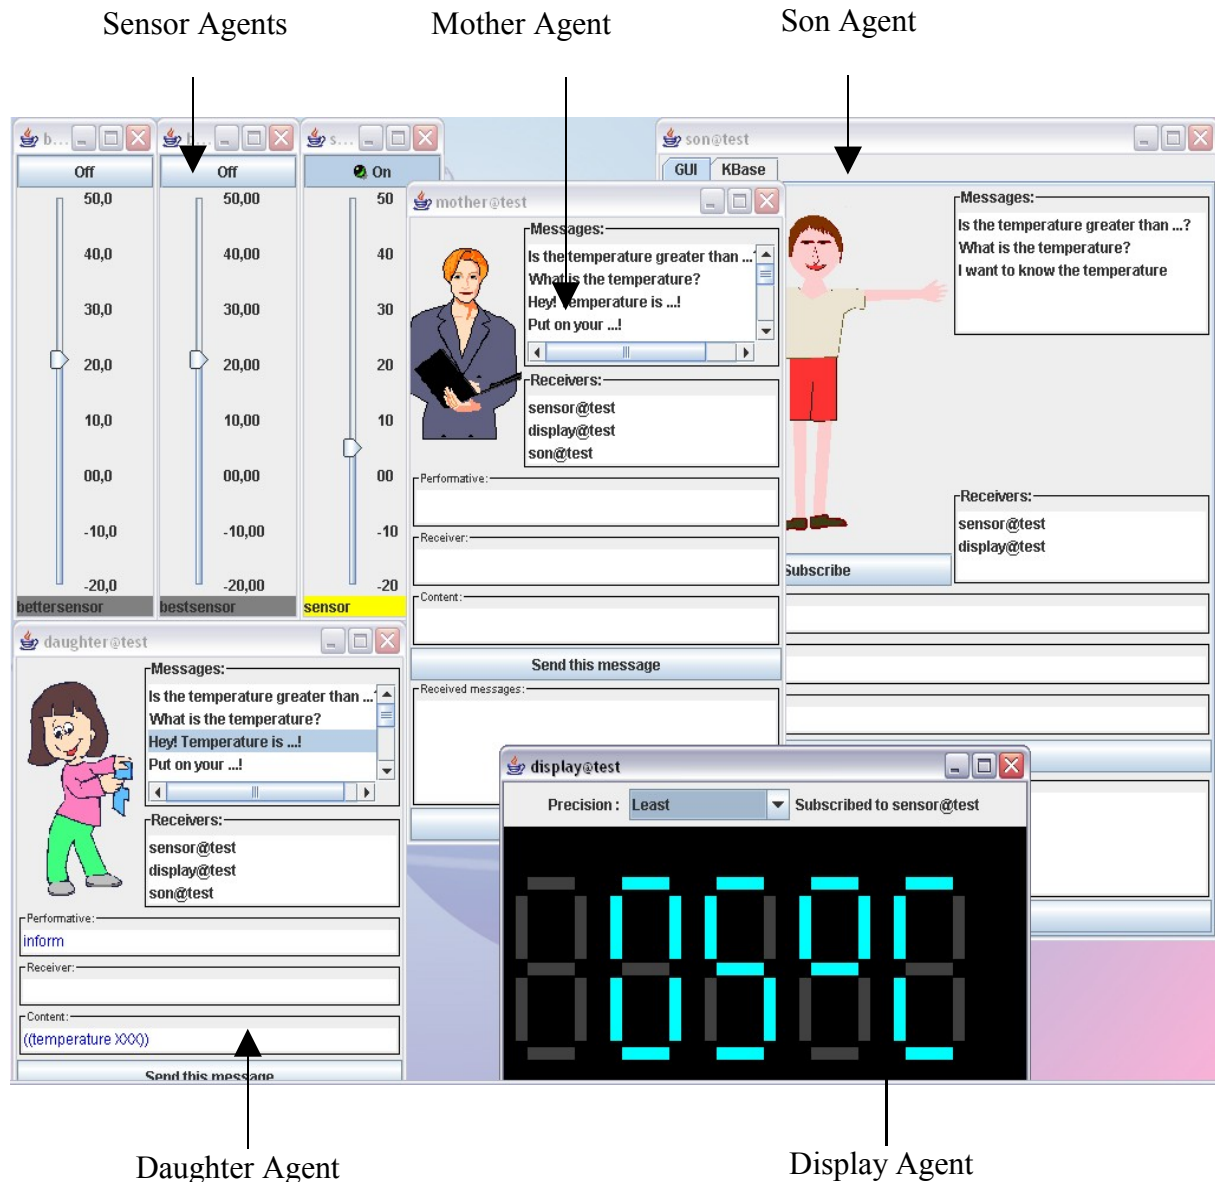 Sensor Agents
Mother Agent
Son Agent
b...
b...
s...
Off
Off
On
50,0
40,0
30,0
20,0
10,0
00,0
-10,0
-20,0
bettersensor
50,00
40,00
30,00
20,00
10,00
00,00
-10,00
-20,00
bestsensor
50
40
30
20
10
00
-10
-20
sensor
mother@test
Messages:
Is the temperature greater than ...?
What is the temperature?
Hey! Temperature is ...!
Put on your ...!
Receivers:
sensor@test
display@test
son@test
Performative:
Receiver:
Content:
Send this message
Received messages:
son@test
GUI KBase
Messages:
Is the temperature greater than ...?
What is the temperature?
I want to know the temperature
Receivers:
sensor@test
display@test
Subscribe
daughter@test
Messages:
Is the temperature greater than ...?
What is the temperature?
Hey! Temperature is ...!
Put on your ...!
Receivers:
sensor@test
display@test
son@test
Performative:
inform
Receiver:
Content:
((temperature XXX))
Send this message
display@test
Precision : Least Subscribed to sensor@test
05ºC
Daughter Agent
Display Agent